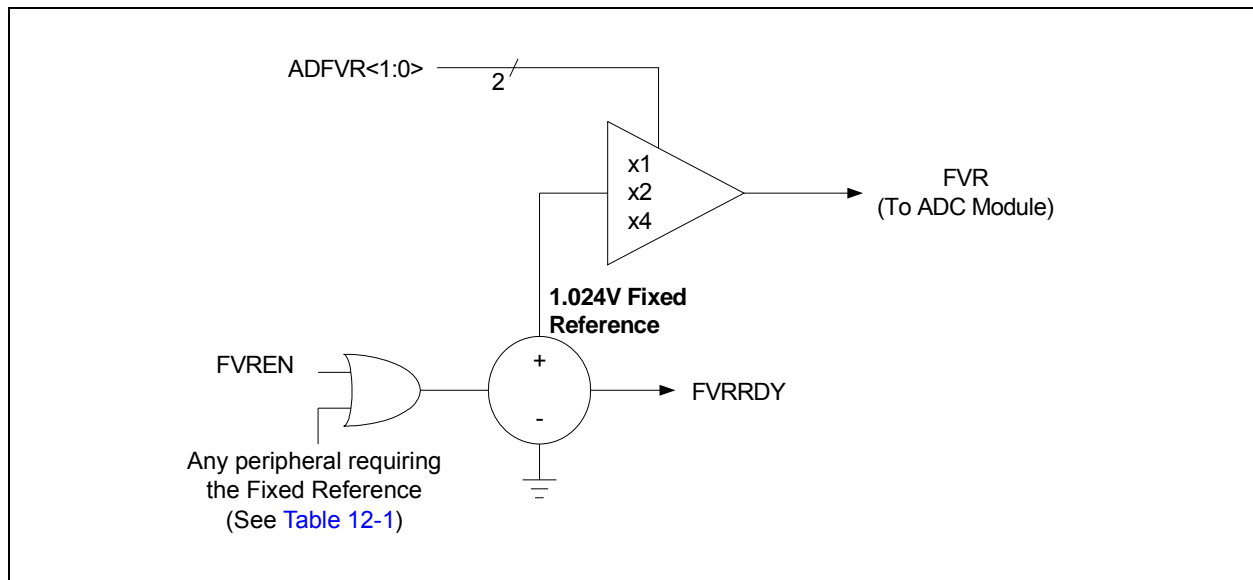 ADFVR<1:0>
2
x1
x2
x4
FVR
(To ADC Module)
1.024V Fixed
Reference
FVREN
+
-
FVRRDY
Any peripheral requiring
the Fixed Reference
(See Table 12-1)